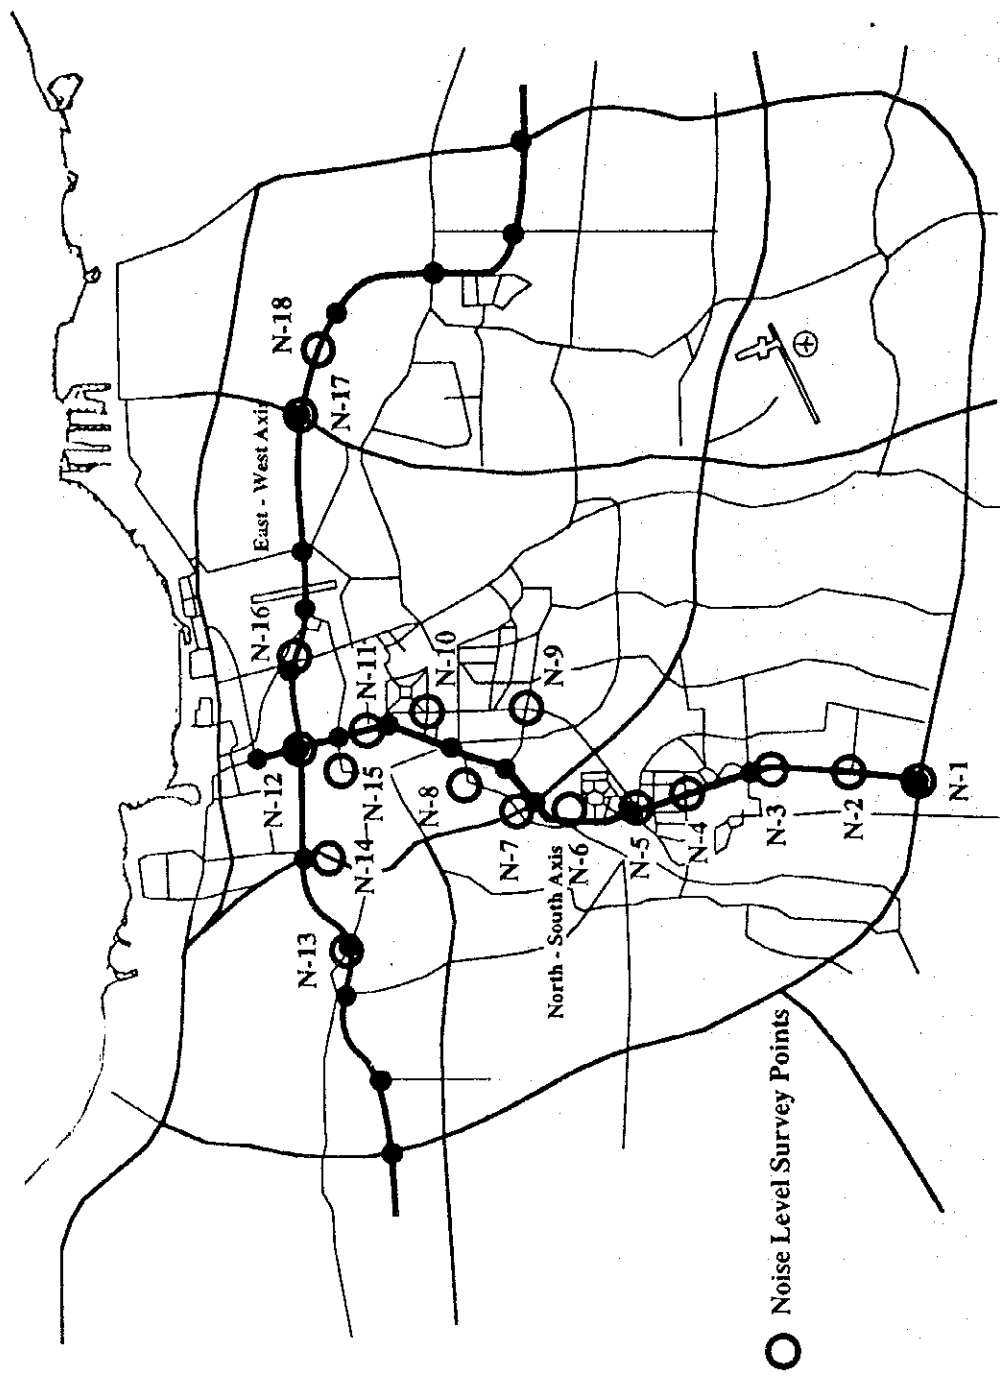 N-18
N-17
East - West Axis
N-16
N-11
N-10
N-9
N-12
N-15
N-8
N-14
N-7
N-6
N-5
N-4
N-3
N-2
N-1
N-13
North - South Axis
Noise Level Survey Points